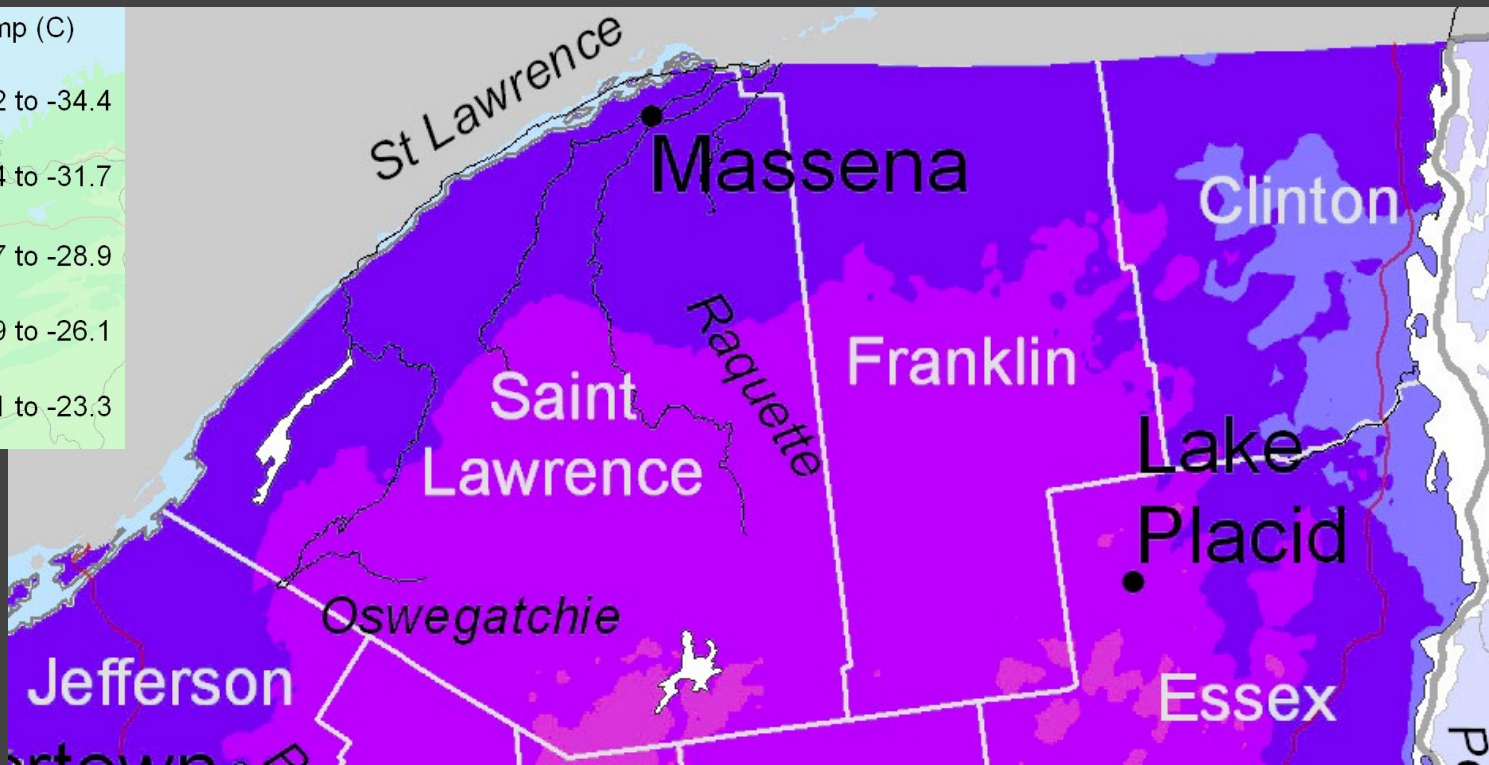 mp (C)
2 to -34.4
4 to -31.7
7 to -28.9
9 to -26.1
1 to -23.3
St Lawrence
Massena
Clinton
Raquette
Franklin
Saint
Lawrence
Lake
Placid
Oswegatchie
Jefferson
Essex
ertown